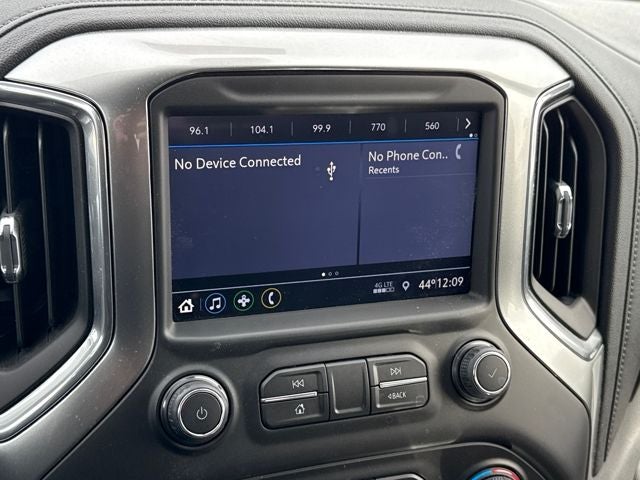 96.1 104.1 99.9 770 560
No Device Connected
No Phone Con..
Recents
4G LTE
44° 12:09
BACK